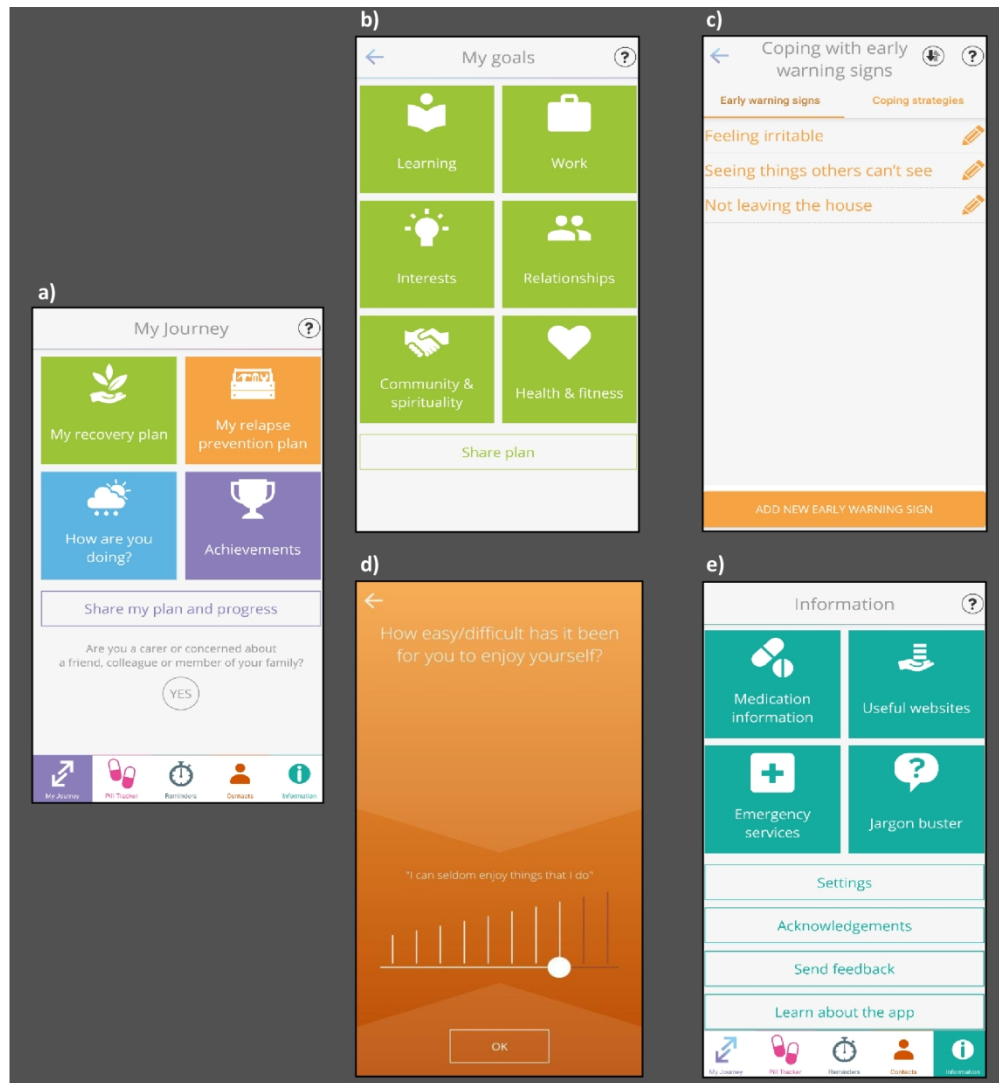 a)
My Journey
?
My recovery plan
My relapse
prevention plan
How are you
doing?
Achievements
Share my plan and progress
Are you a carer or concerned about
a friend, colleague or member of your family?
YES
My Journey
Pill Tracker
Reminders
Contacts
Information
b)
My goals
?
Learning
Work
Interests
Relationships
Community &
spirituality
Health & fitness
Share plan
c)
Coping with early
warning signs
?
Early warning signs
Coping strategies
Feeling irritable
Seeing things others can't see
Not leaving the house
ADD NEW EARLY WARNING SIGN
d)
How easy/difficult has it been
for you to enjoy yourself?
"I can seldom enjoy things that I do"
OK
e)
Information
?
Medication
information
Useful websites
Emergency
services
?
Jargon buster
Settings
Acknowledgements
Send feedback
Learn about the app
My Journey
Pill Tracker
Reminders
Contacts
Information